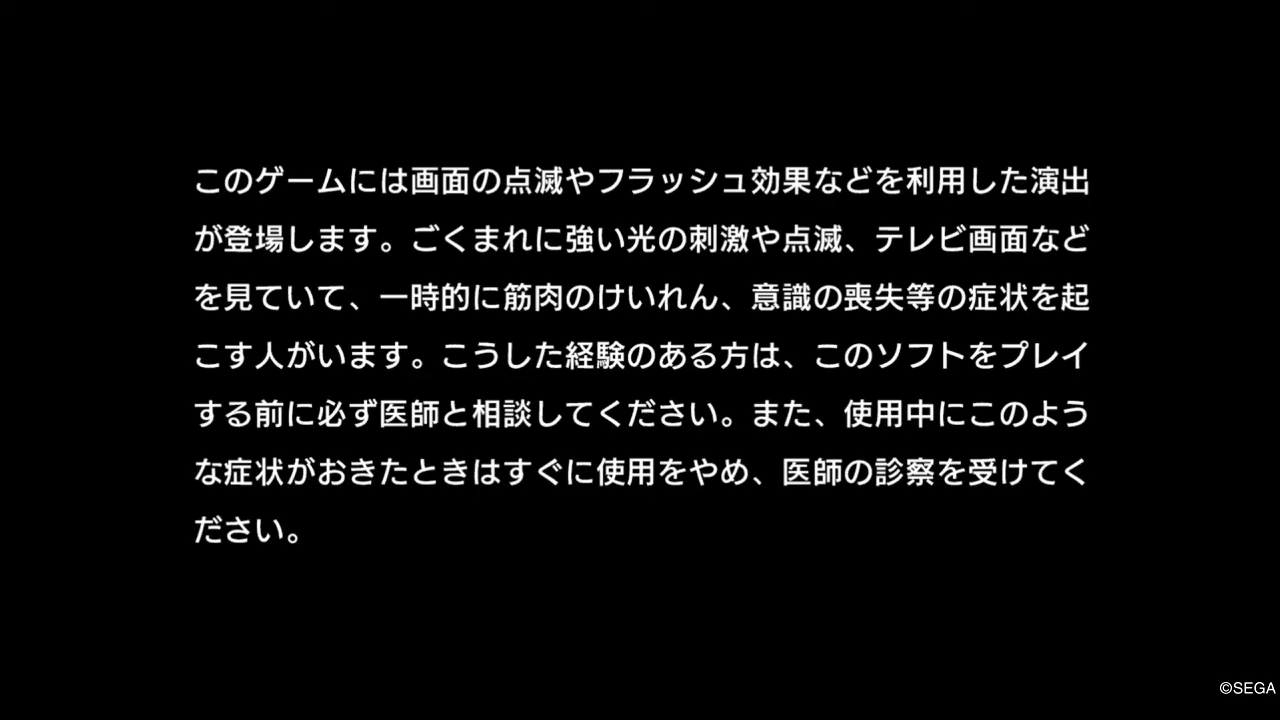 このゲームには画面の点滅やフラッシュ効果などを利用した演出
が登場します。ごくまれに強い光の刺激や点滅、テレビ画面など
を見ていて、一時的に筋肉のけいれん、意識の喪失等の症状を起
こす人がいます。こうした経験のある方は、このソフトをプレイ
する前に必ず医師と相談してください。また、使用中にこのよう
な症状がおきたときはすぐに使用をやめ、医師の診察を受けてく
ださい。
©SEGA